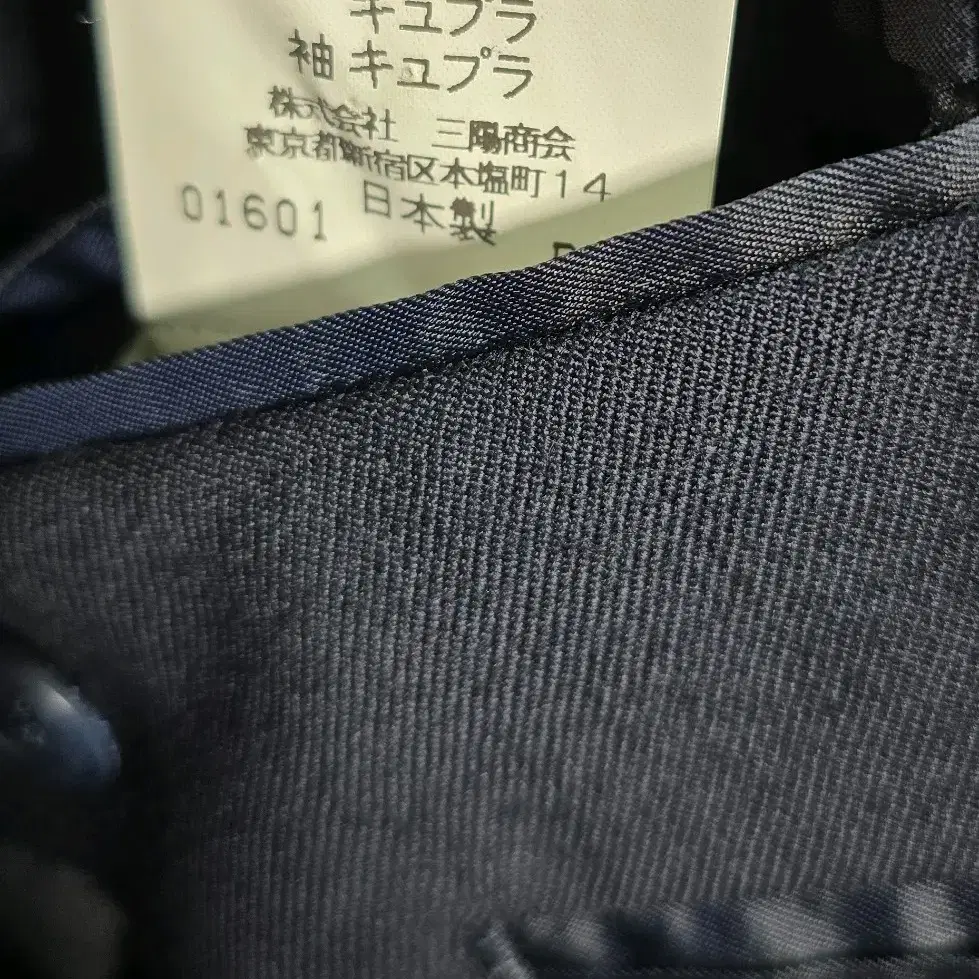 キュプラ
袖 キュプラ
株式会社 三陽商会
東京都新宿区本塩町14
01601 日本製